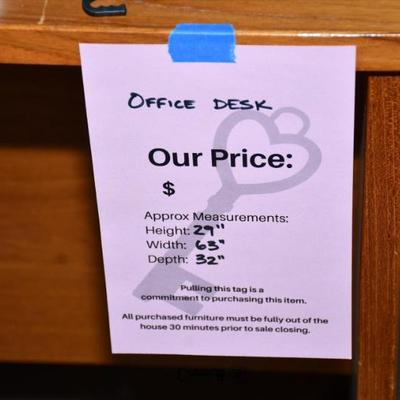 OFFICE DESK
Our Price:
$
Approx Measurements:
Height: 29"
Width: 63"
Depth: 32"
Pulling this tag is a
commitment to purchasing this item.
All purchased furniture must be fully out of the
house 30 minutes prior to sale closing.